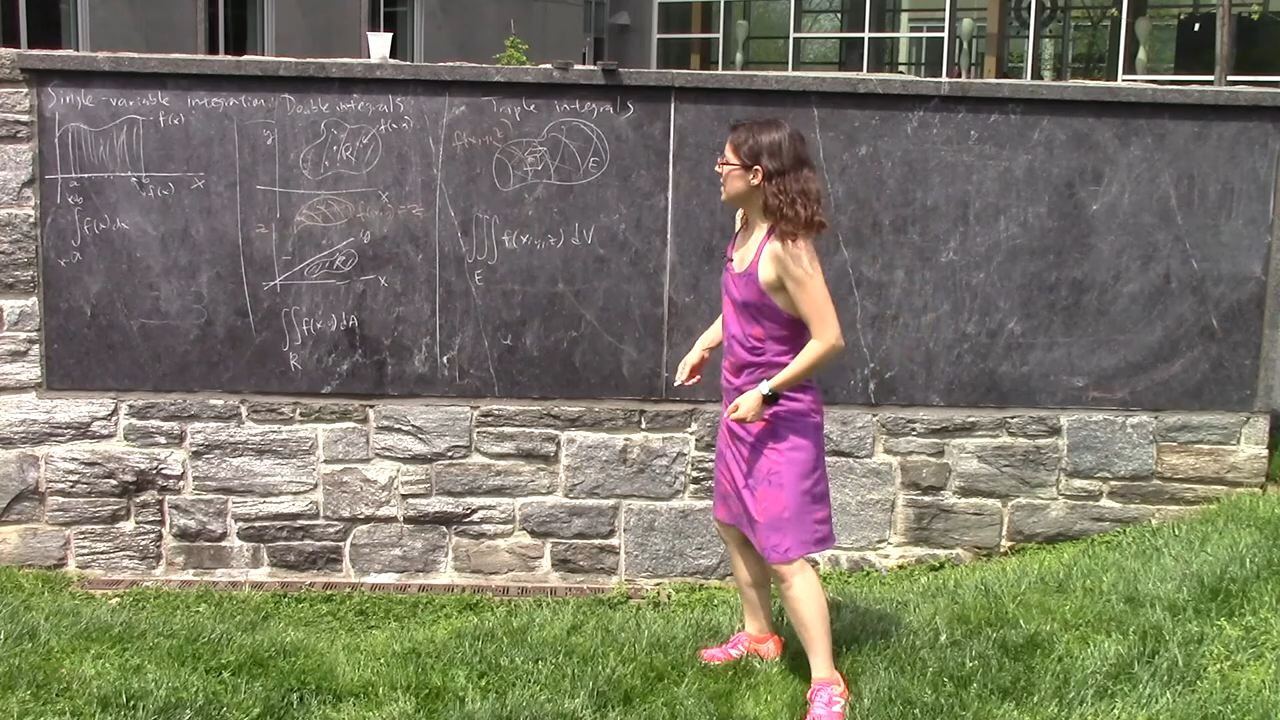 Single-variable integration
f(x)
a
b
x
f(x)
x=b
∫f(x)dx
x=a
Double integrals
y
f(x,y)
R
x
f(x,y)=z
z
y
R
x
∬f(x,y)dA
R
Triple integrals
f(x,y,z)
E
∭f(x,y,z) dV
E